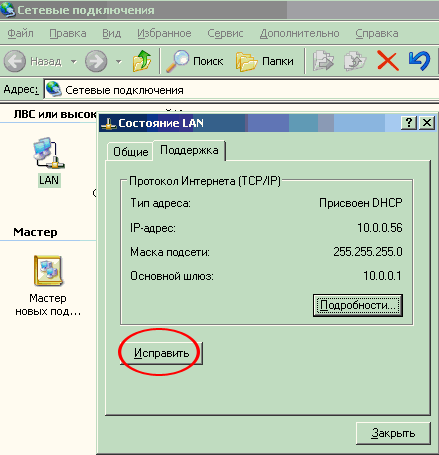 Сетевые подключения
Файл Правка Вид Избранное Сервис Дополнительно Справка
Назад Поиск Папки
Адрес: Сетевые подключения
ЛВС или высок
Состояние LAN
Общие Поддержка
LAN
Протокол Интернета (TCP/IP)
Тип адреса: Присвоен DHCP
IP-адрес: 10.0.0.56
Маска подсети: 255.255.255.0
Основной шлюз: 10.0.0.1
Мастер
Мастер
новых под...
Подробности...
Исправить
Закрыть